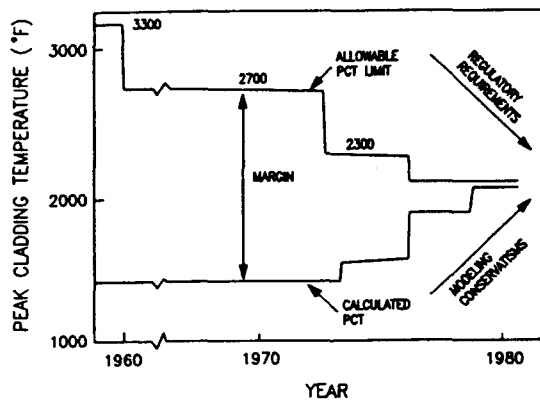 PEAK CLADDING TEMPERATURE (°F)
3300
3000
ALLOWABLE
PCT LIMIT
2700
REGULATORY
REQUIREMENTS
2300
MARGIN
2000
MODELING
CONSERVATISMS
CALCULATED
PCT
1000
1960
1970
1980
YEAR